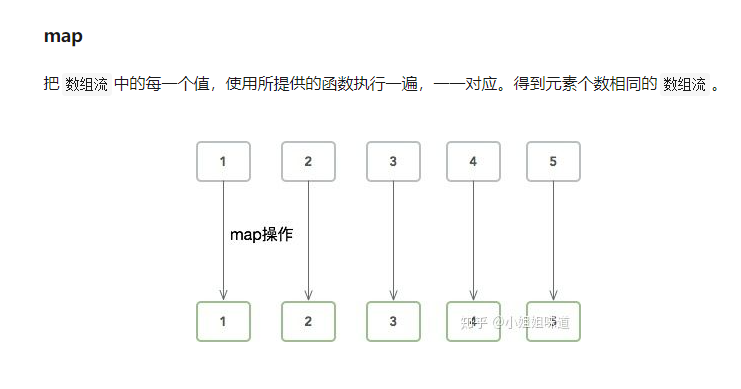 map
把 数组流 中的每一个值，使用所提供的函数执行一遍，一一对应。得到元素个数相同的 数组流 。
1 2 3 4 5
map操作
1 2 3 4 5
知乎 @小姐姐味道